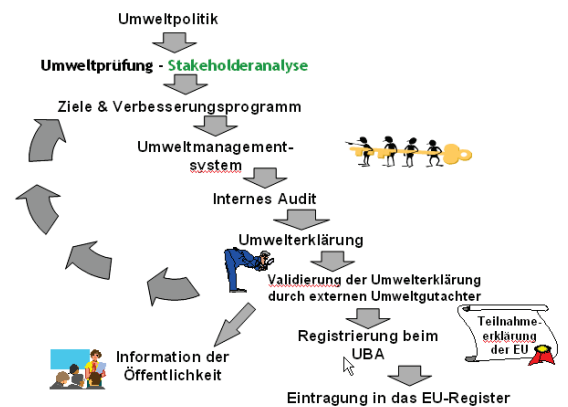 Umweltpolitik
Umweltprüfung - Stakeholderanalyse
Ziele & Verbesserungsprogramm
Umweltmanagement-
system
Internes Audit
Umwelterklärung
Validierung der Umwelterklärung
durch externen Umweltgutachter
Registrierung beim
UBA
Teilnahme-
erklärung
der EU
Information der
Öffentlichkeit
Eintragung in das EU-Register